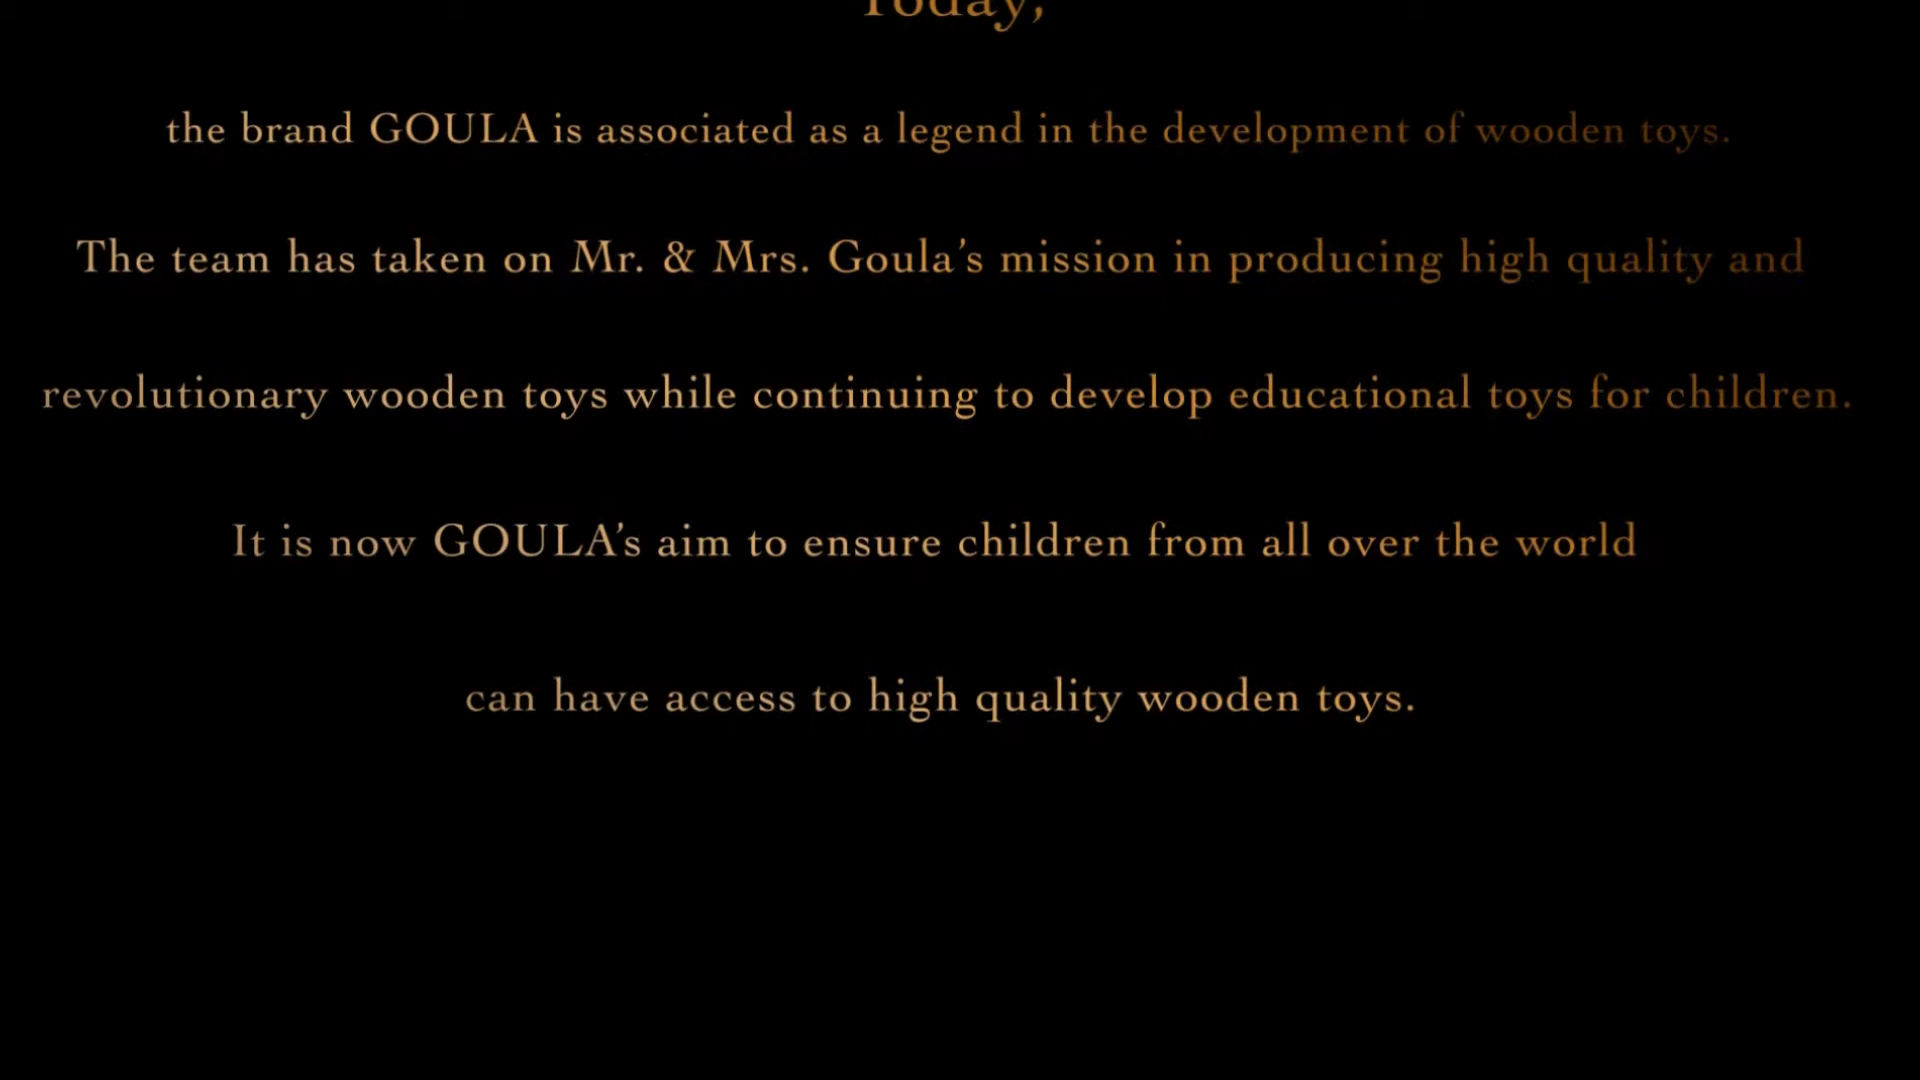 Today,
the brand GOULA is associated as a legend in the development of wooden toys.
The team has taken on Mr. & Mrs. Goula’s mission in producing high quality and
revolutionary wooden toys while continuing to develop educational toys for children.
It is now GOULA’s aim to ensure children from all over the world
can have access to high quality wooden toys.